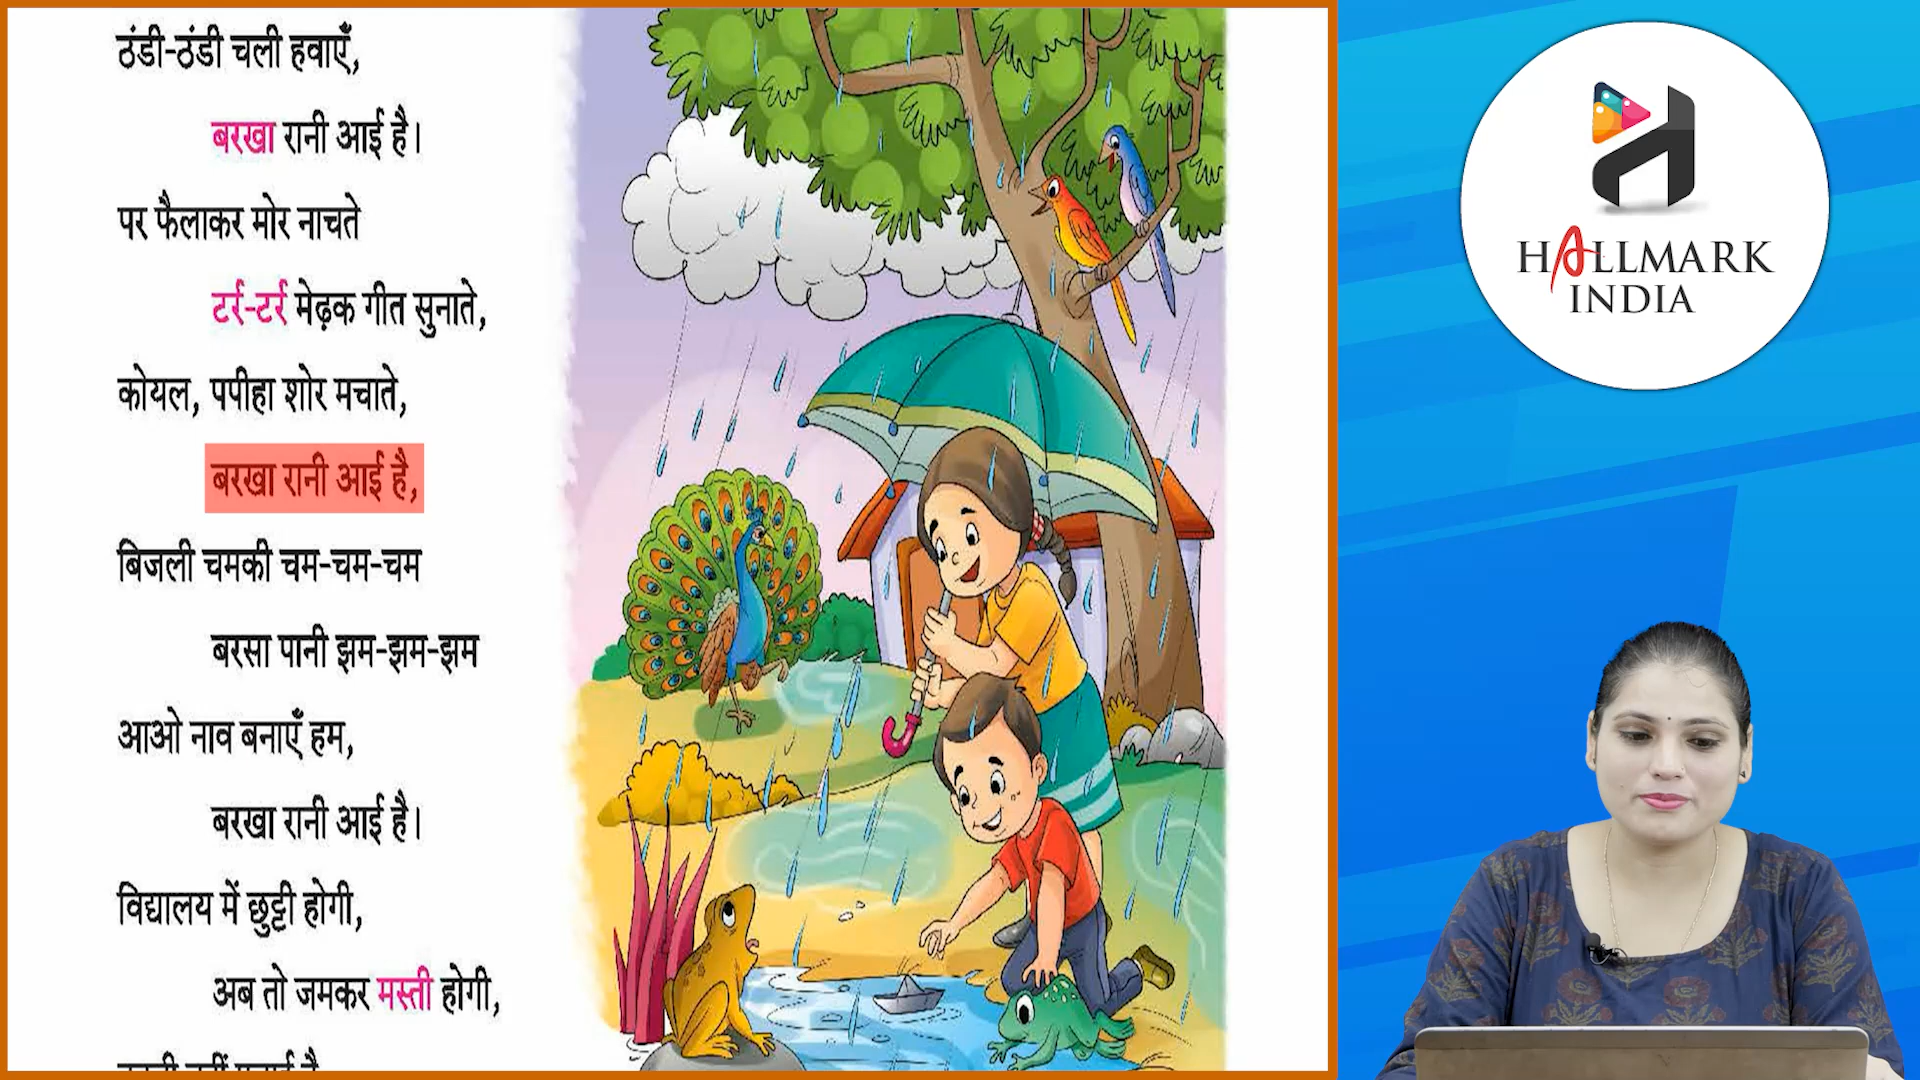 ठंडी-ठंडी चली हवाएँ,
बरखा रानी आई है।
पर फैलाकर मोर नाचते
टर्र-टर्र मेढ़क गीत सुनाते,
कोयल, पपीहा शोर मचाते,
बरखा रानी आई है,
बिजली चमकी चम-चम-चम
बरसा पानी झम-झम-झम
आओ नाव बनाएँ हम,
बरखा रानी आई है।
विद्यालय में छुट्टी होगी,
अब तो जमकर मस्ती होगी,
HALLMARK
INDIA